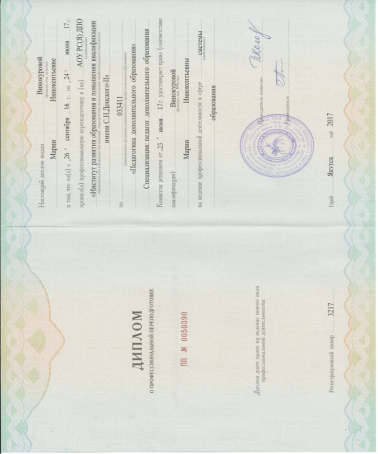 ДИПЛОМ
О ПРОФЕССИОНАЛЬНОЙ ПЕРЕПОДГОТОВКЕ
ПП № 0050390
Диплом дает право на ведение нового вида
профессиональной деятельности
Регистрационный номер 3217
Настоящий диплом выдан Винокуровой
Марии Иннокентьевне
в том, что он(а) с „26“ сентября 16 г. по „24“ июня 17 г.
прошел(а) профессиональную переподготовку в (на) АОУ РС(Я) ДПО
«Институт развития образования и повышения квалификации
имени С.Н.Донского-II»
по 033411
«Педагогика дополнительного образования»
Специализация: педагог дополнительного образования
Комиссия решением от „23“ июня 17 г. удостоверяет право (соответствие
квалификации) Винокуровой
Марии Иннокентьевны
на ведение профессиональной деятельности в сфере системы
образования
Председатель комиссии
Город Якутск год 2017